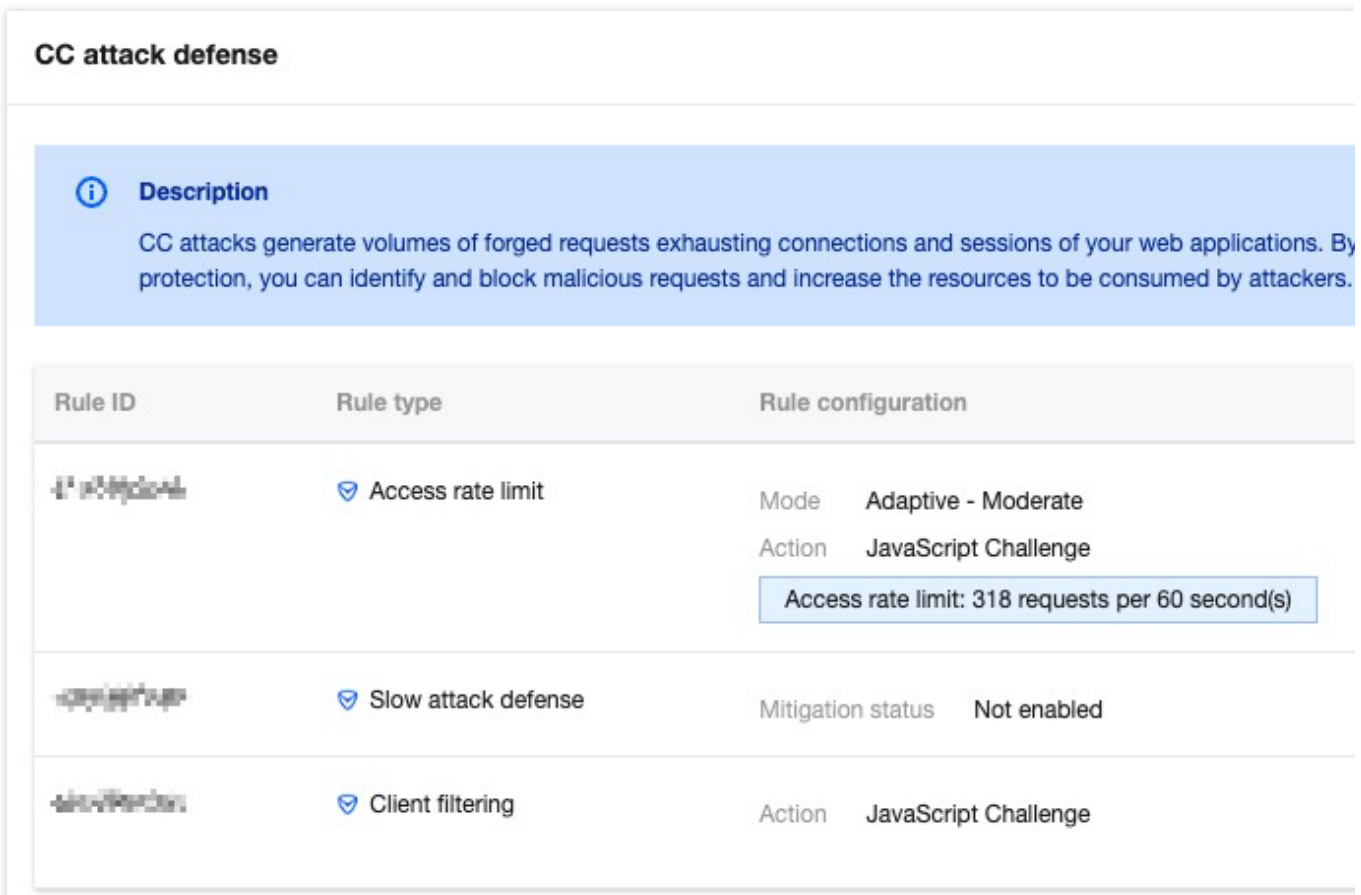 CC attack defense
Description
CC attacks generate volumes of forged requests exhausting connections and sessions of your web applications. By
protection, you can identify and block malicious requests and increase the resources to be consumed by attackers.
Rule ID Rule type Rule configuration
Access rate limit Mode Adaptive - Moderate
Action JavaScript Challenge
Access rate limit: 318 requests per 60 second(s)
Slow attack defense Mitigation status Not enabled
Client filtering Action JavaScript Challenge